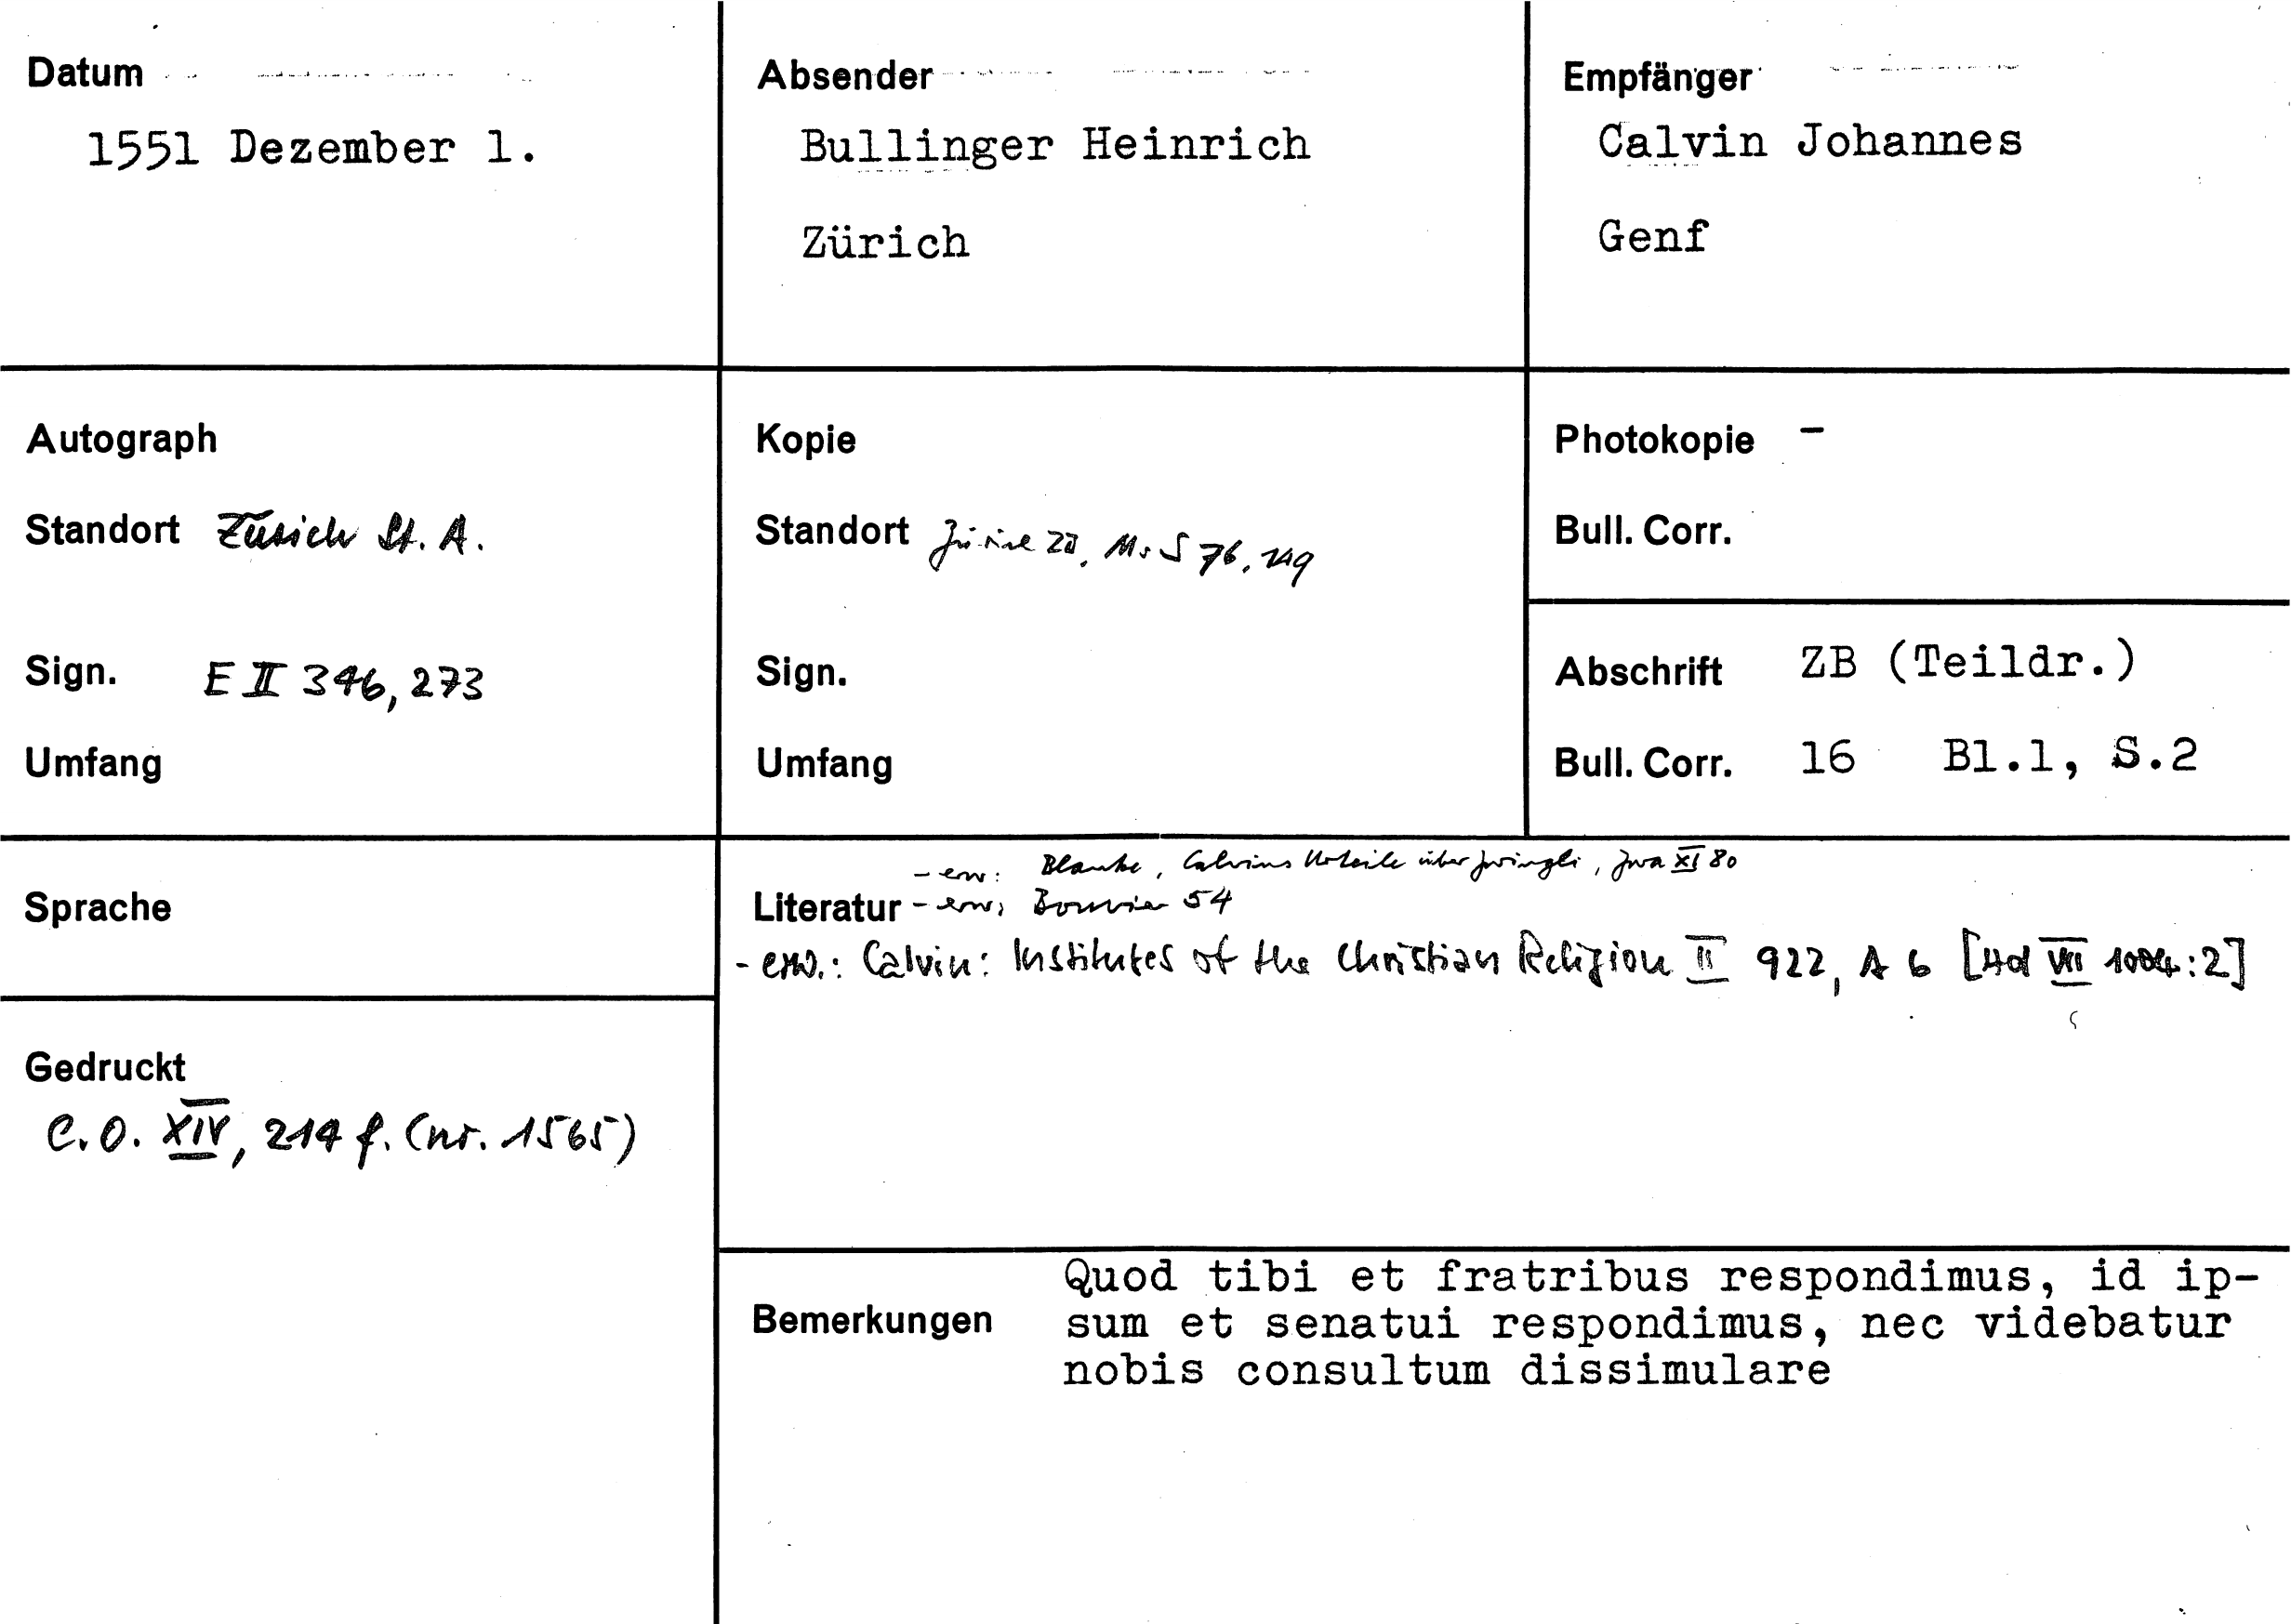 Datum
1551 Dezember 1.
Absender
Bullinger Heinrich
Zürich
Empfänger
Calvin Johannes
Genf
Autograph
Standort Zürich St. A.
Sign. E II 346, 273
Umfang
Kopie
Standort Zürich ZB, Ms S 76, 149
Sign.
Umfang
Photokopie -
Bull. Corr.
Abschrift ZB (Teildr.)
Bull. Corr. 16 Bl.1, S.2
Sprache
Gedruckt
C.O. XIV, 214 f. (nr. 1565)
- erw: Blanke, Calvins Urteile über Zwingli, Zwa XI 80
Literatur - erw: Bouvier 54
- erw.: Calvin: Institutes of the Christian Religion II 922, A 6 [Hd VIII 1004:2]
Quod tibi et fratribus respondimus, id ip-
Bemerkungen sum et senatui respondimus, nec videbatur
nobis consultum dissimulare